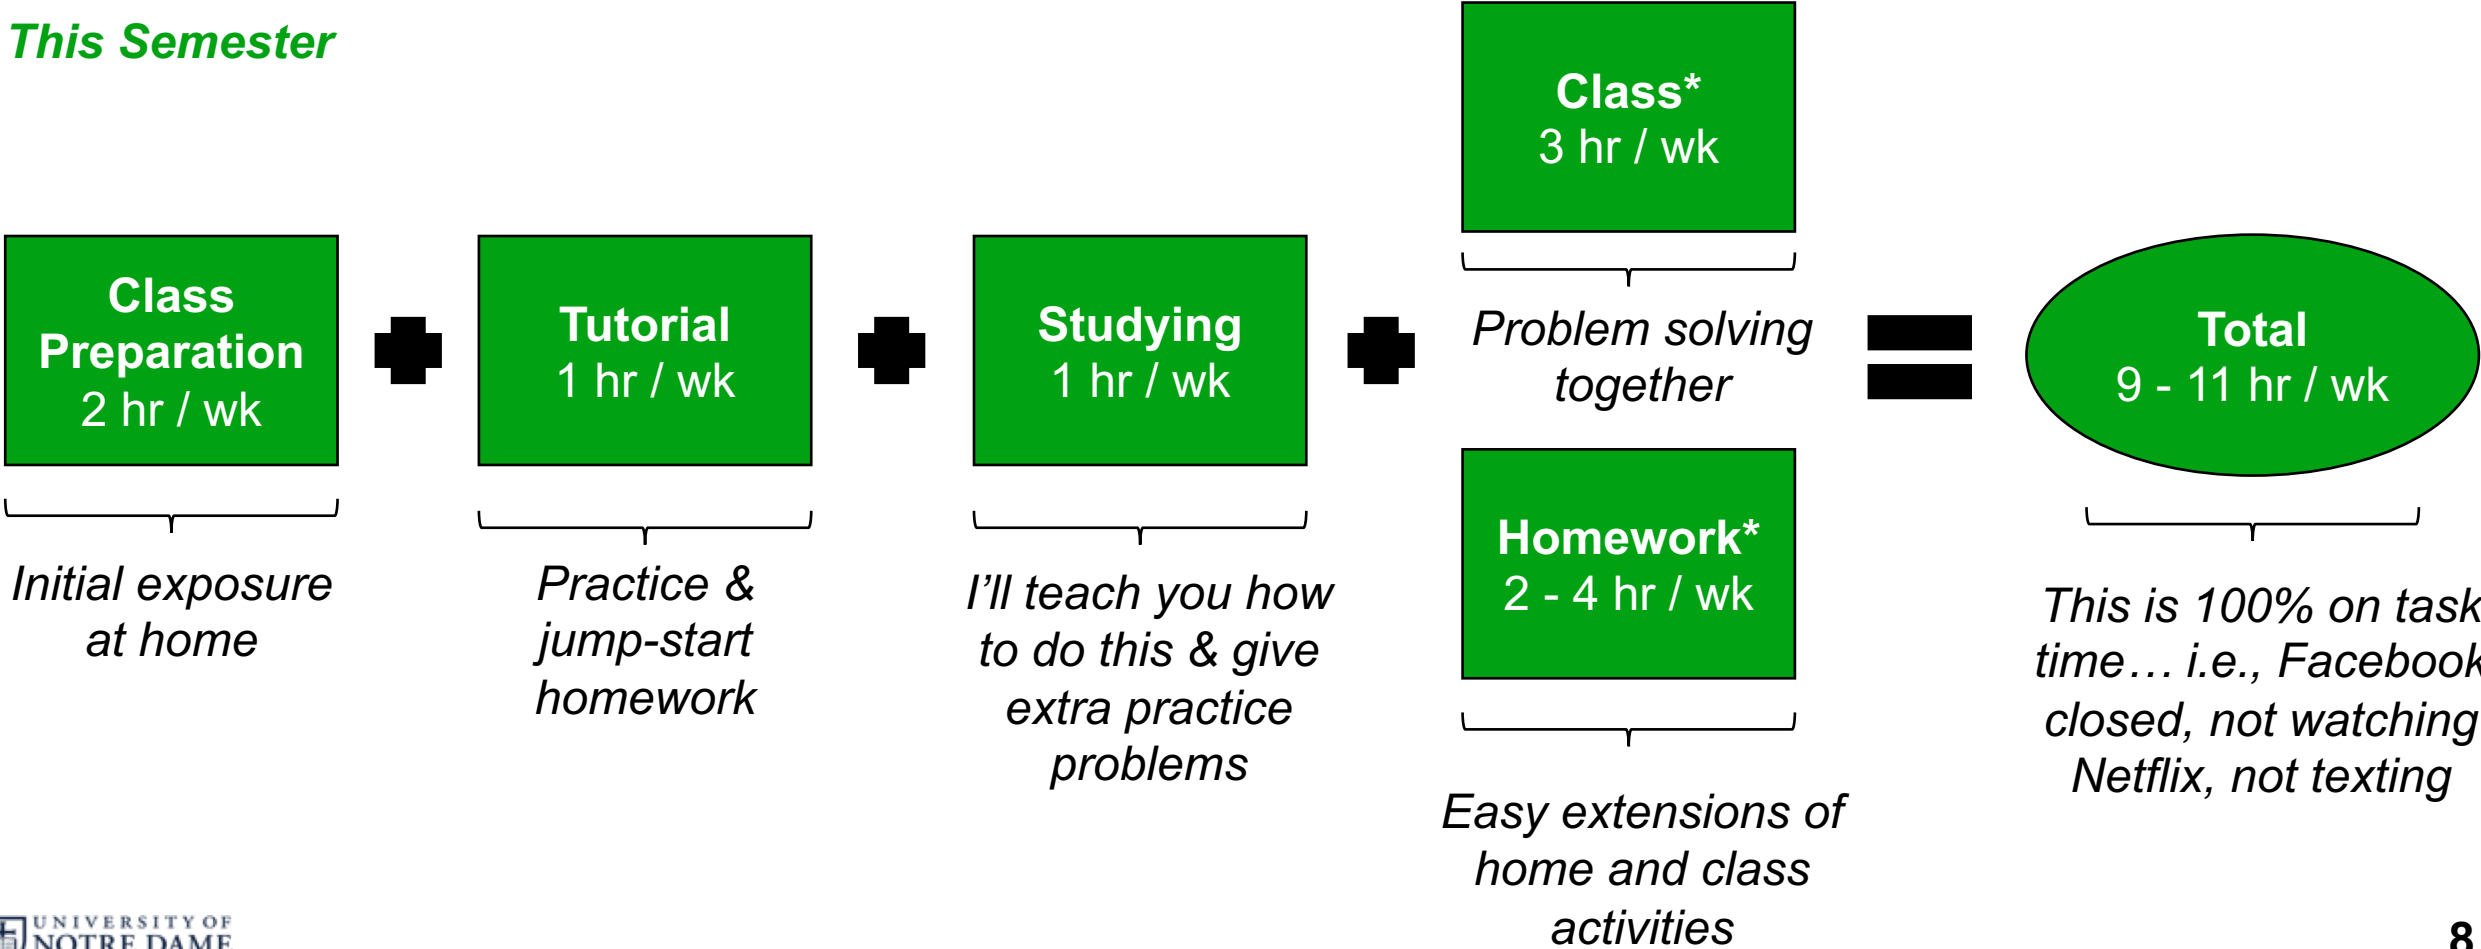 This Semester
Class
Preparation
2 hr / wk
Initial exposure
at home
Tutorial
1 hr / wk
Practice &
jump-start
homework
Studying
1 hr / wk
I’ll teach you how
to do this & give
extra practice
problems
Class*
3 hr / wk
Problem solving
together
Homework*
2 - 4 hr / wk
Easy extensions of
home and class
activities
Total
9 - 11 hr / wk
This is 100% on task
time… i.e., Facebook
closed, not watching
Netflix, not texting
UNIVERSITY OF
NOTRE DAME
8